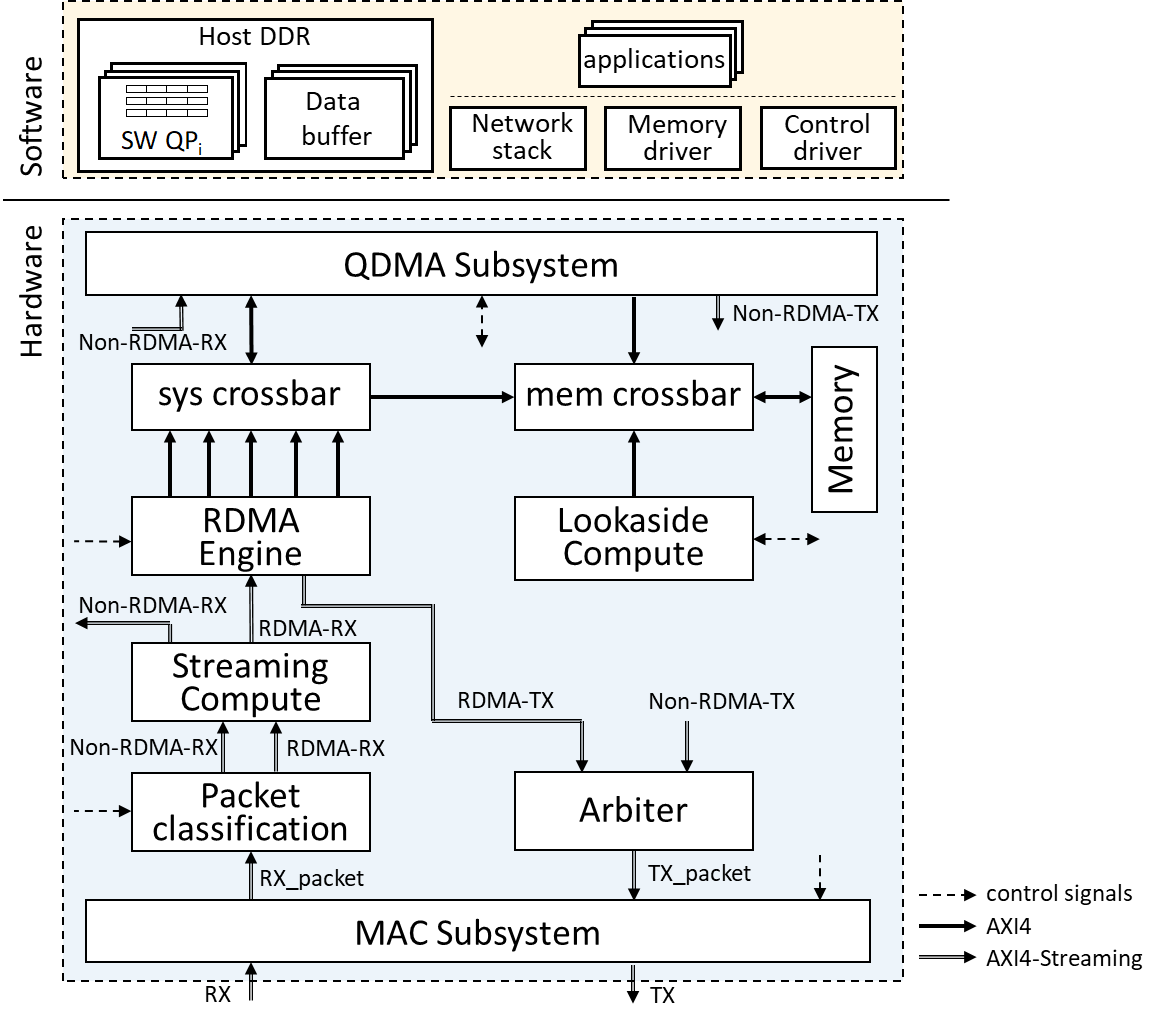 Software
Host DDR
SW QPi
Data
buffer
applications
Network
stack
Memory
driver
Control
driver
Hardware
QDMA Subsystem
Non-RDMA-RX
Non-RDMA-TX
sys crossbar
mem crossbar
Memory
RDMA
Engine
Lookaside
Compute
Non-RDMA-RX
RDMA-RX
Streaming
Compute
RDMA-TX
Non-RDMA-TX
Non-RDMA-RX
RDMA-RX
Packet
classification
Arbiter
RX_packet
TX_packet
MAC Subsystem
RX
TX
control signals
AXI4
AXI4-Streaming